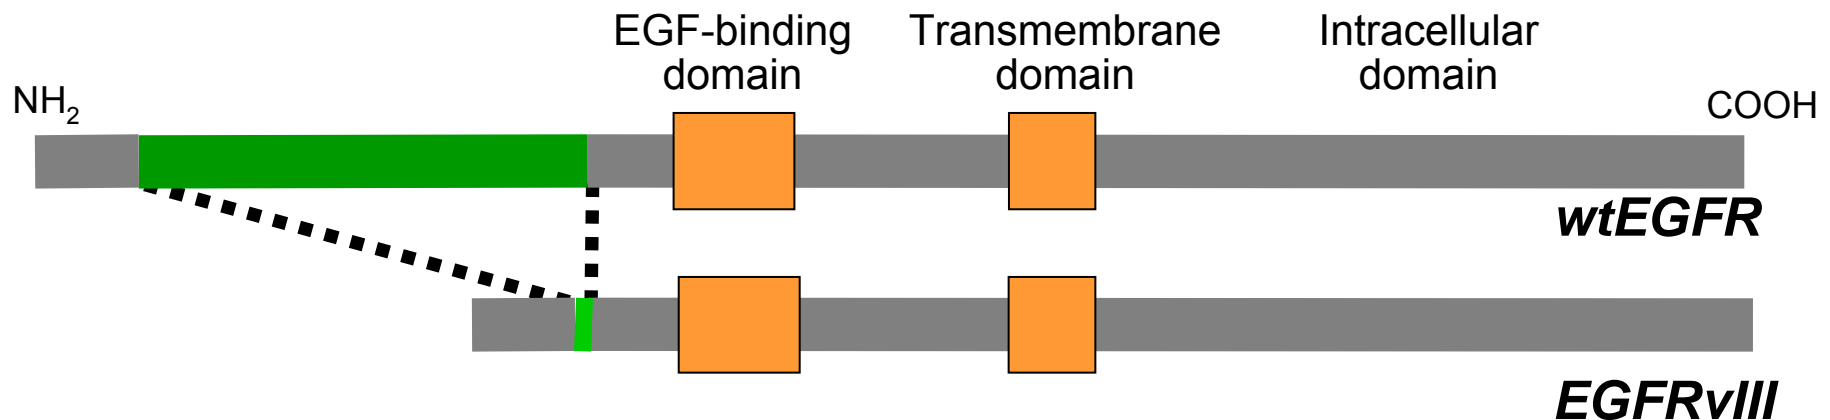 EGF-binding
domain
Transmembrane
domain
Intracellular
domain
NH₂
COOH
wtEGFR
EGFRvIII